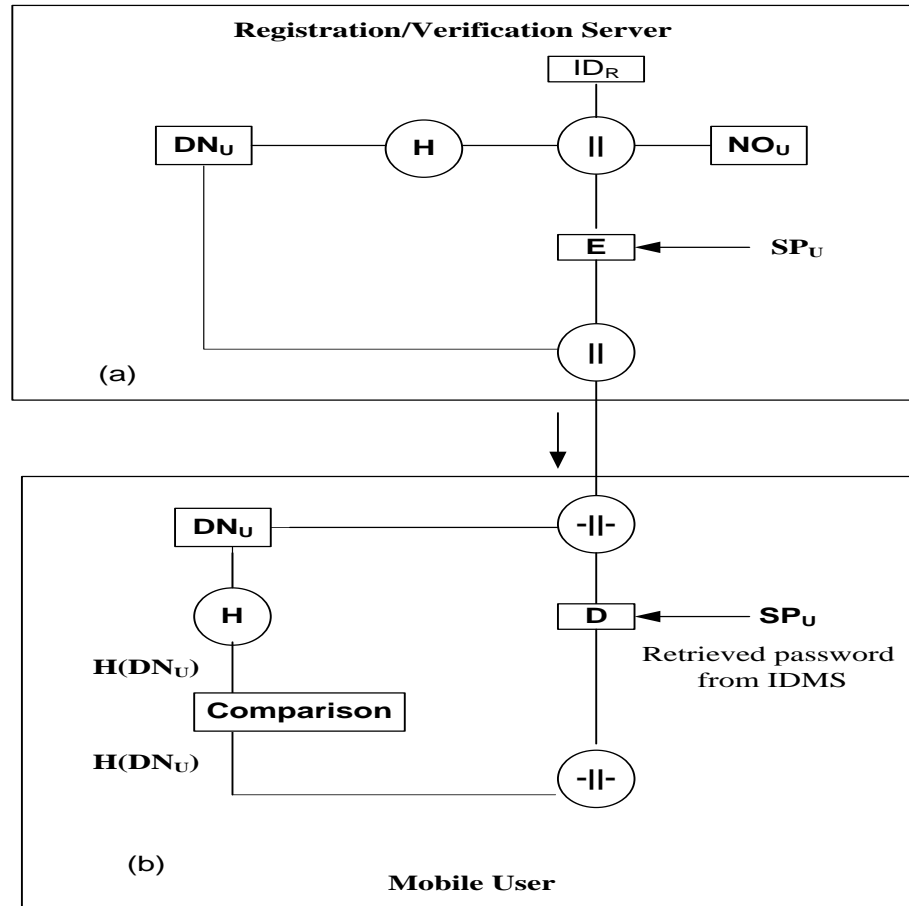 Registration/Verification Server
ID_R
DN_U
H
||
NO_U
E
SP_U
||
(a)
-||-
DN_U
H
D
SP_U
Retrieved password
from IDMS
H(DN_U)
Comparison
H(DN_U)
-||-
(b)
Mobile User